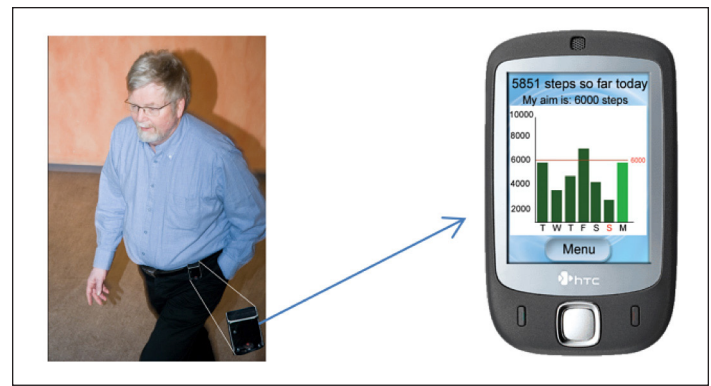 5851 steps so far today
My aim is: 6000 steps
10000
8000
6000
6000
4000
2000
T W T F S S M
Menu
hTC